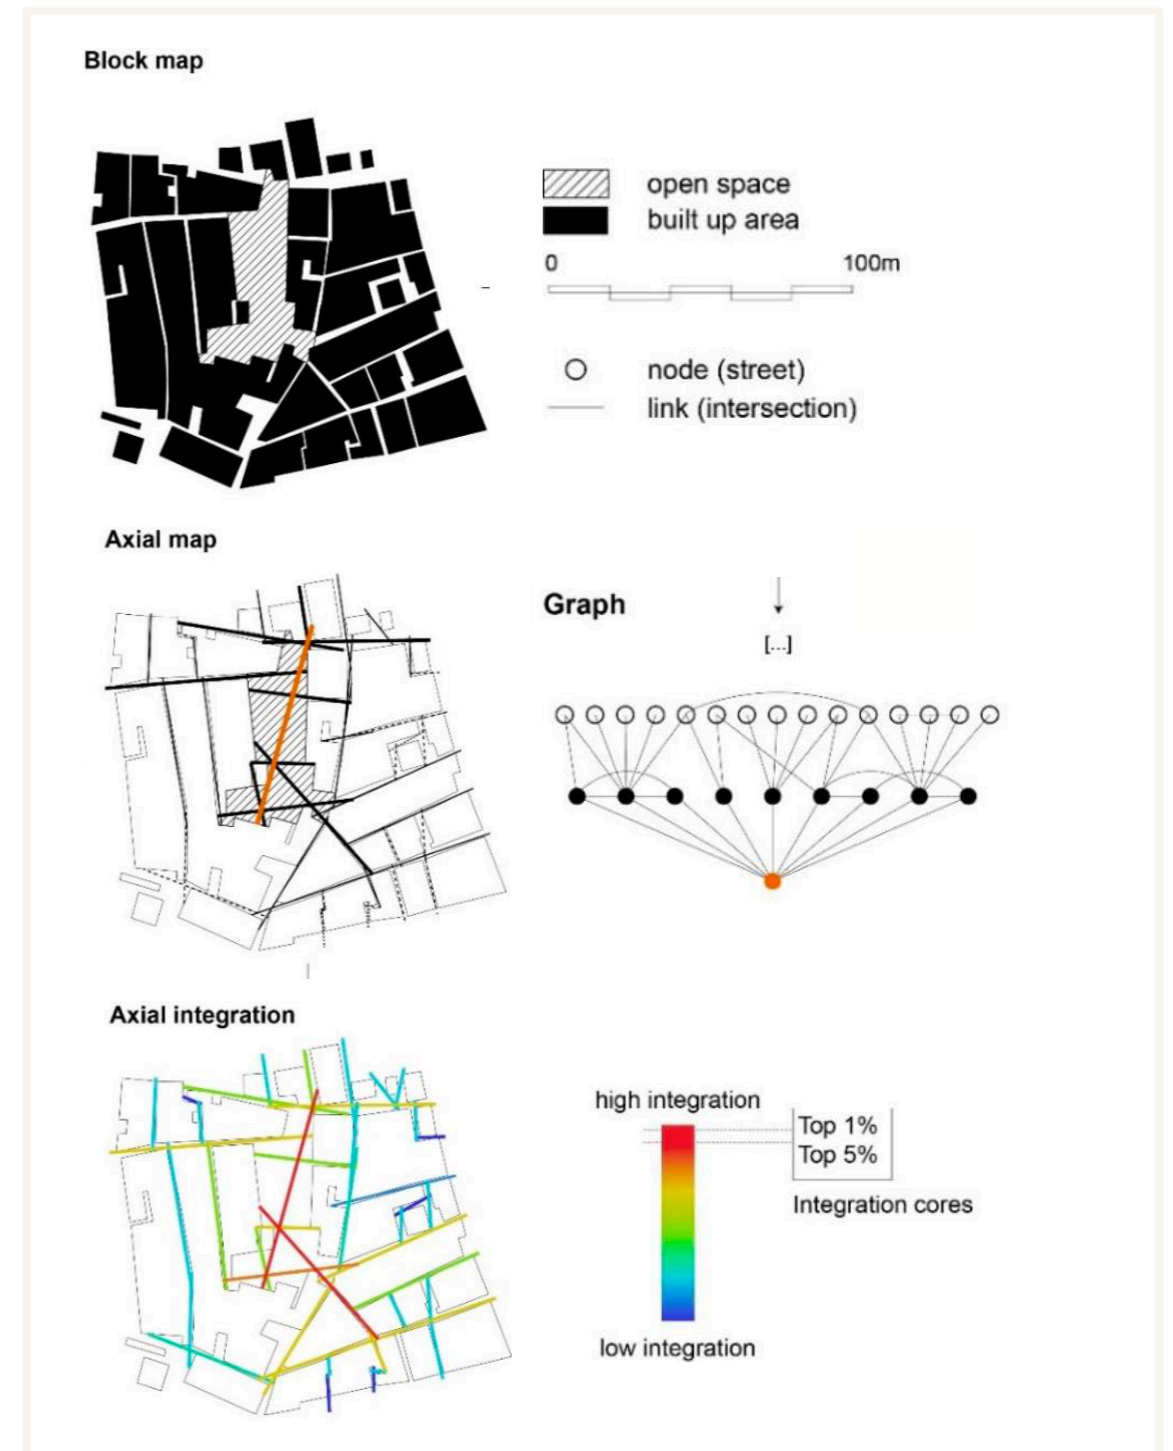 Block map
open space
built up area
0 100m
node (street)
link (intersection)
Axial map
Graph
[...]
Axial integration
high integration
Top 1%
Top 5%
Integration cores
low integration